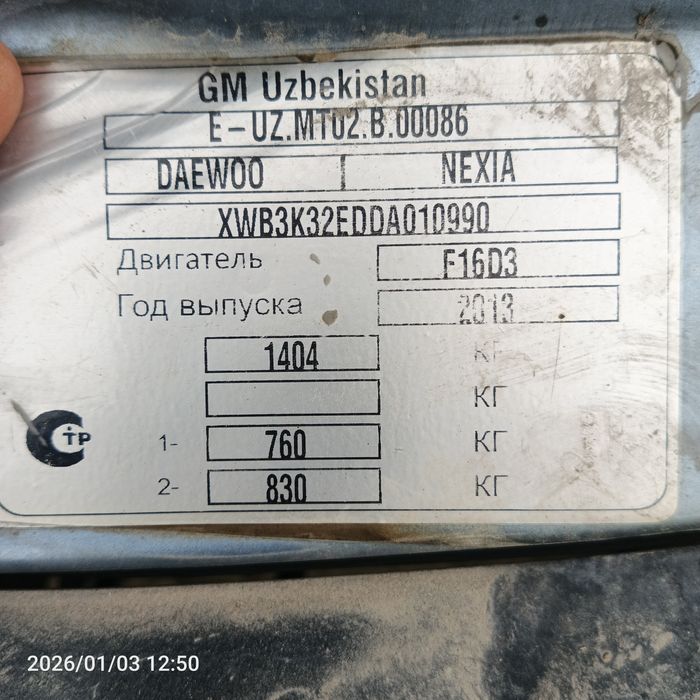 GM Uzbekistan
E-UZ.MT02.B.00086
DAEWOO NEXIA
XWB3K32EDDA010990
Двигатель F16D3
Год выпуска 2013
1404 КГ
КГ
1- 760 КГ
2- 830 КГ
ТР
2026/01/03 12:50